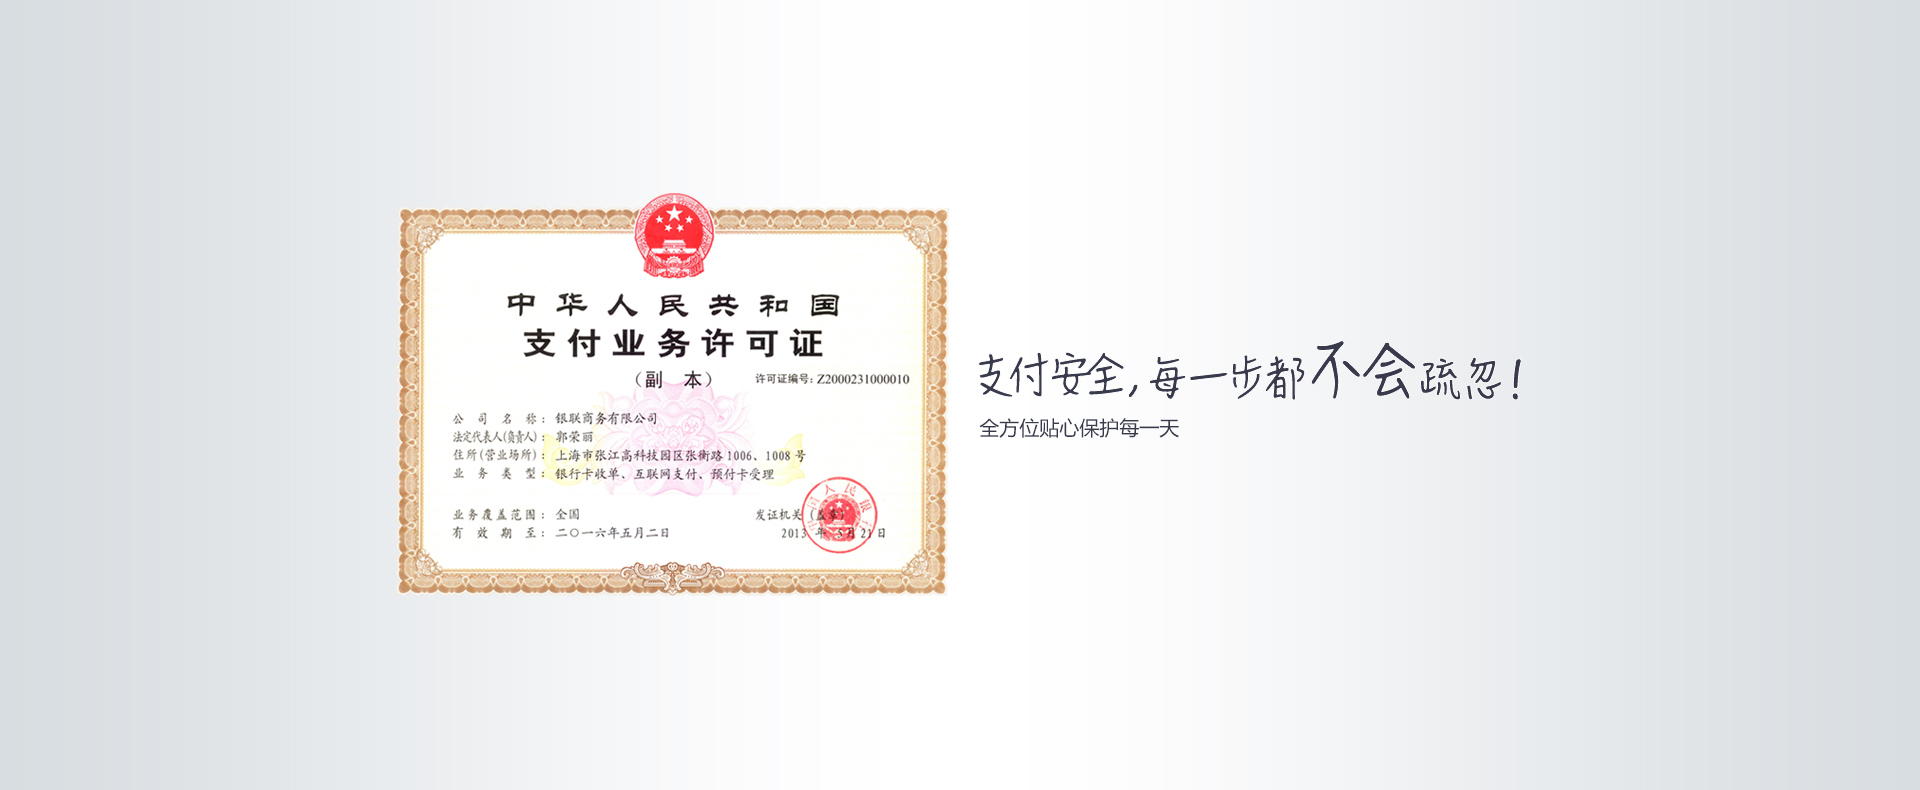 中华人民共和国
支付业务许可证
（副 本）
许可证编号：Z2000231000010
公司名称：银联商务有限公司
法定代表人(负责人)：郭荣丽
住所(营业场所)：上海市张江高科技园区张衡路1006、1008号
业务类型：银行卡收单、互联网支付、预付卡受理
业务覆盖范围：全国
有效期至：二〇一六年五月二日
发证机关（盖章）
2013 年 5月21日
支付安全，每一步都不会疏忽！
全方位贴心保护每一天